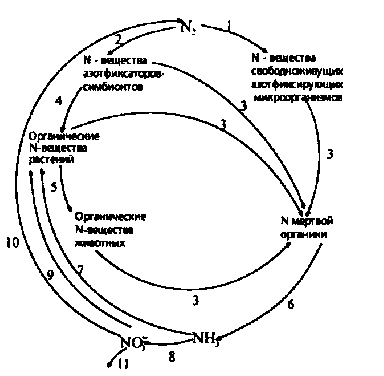 N₂
1
2
N - вещества
азотфиксаторов-
симбионтов
N - вещества
свободноживущих
азотфиксирующих
микроорганизмов
4
3
3
3
Органические
N-вещества
растений
5
Органические
N-вещества
животных
N мертвой
органики
10
9
7
3
6
NO₃⁻
NH₃
8
11